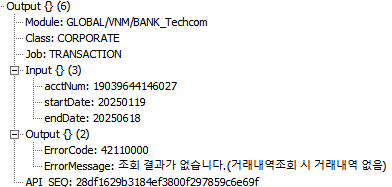 Output {} (6)
Module: GLOBAL/VNM/BANK_Techcom
Class: CORPORATE
Job: TRANSACTION
Input {} (3)
acctNum: 19039644146027
startDate: 20250119
endDate: 20250618
Output {} (2)
ErrorCode: 42110000
ErrorMessage: 조회 결과가 없습니다.(거래내역조회 시 거래내역 없음)
API_SEQ: 28df1629b3184ef3800f297859c6e69f